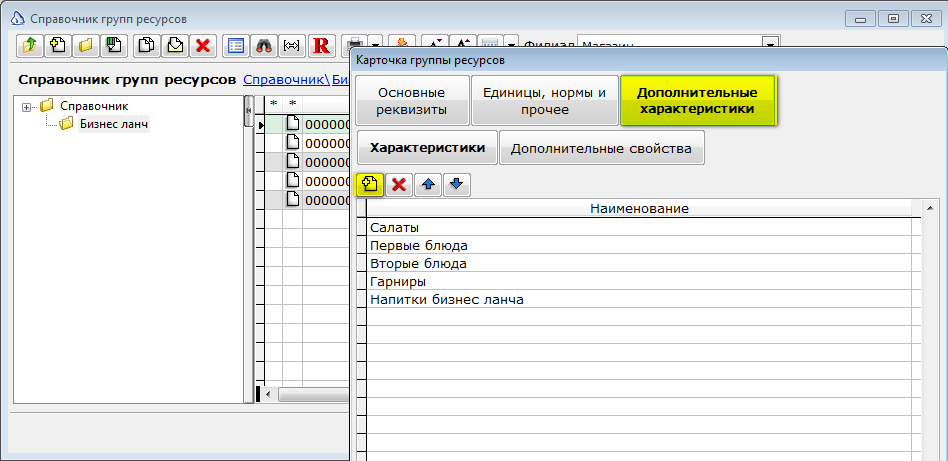 Справочник групп ресурсов
R
Филиал Магазин
Справочник групп ресурсов Справочник\ Би
Справочник
Бизнес ланч
* *
000000
000000
000000
000000
000000
Карточка группы ресурсов
Основные реквизиты
Единицы, нормы и прочее
Дополнительные характеристики
Характеристики
Дополнительные свойства
Наименование
Салаты
Первые блюда
Вторые блюда
Гарниры
Напитки бизнес ланча